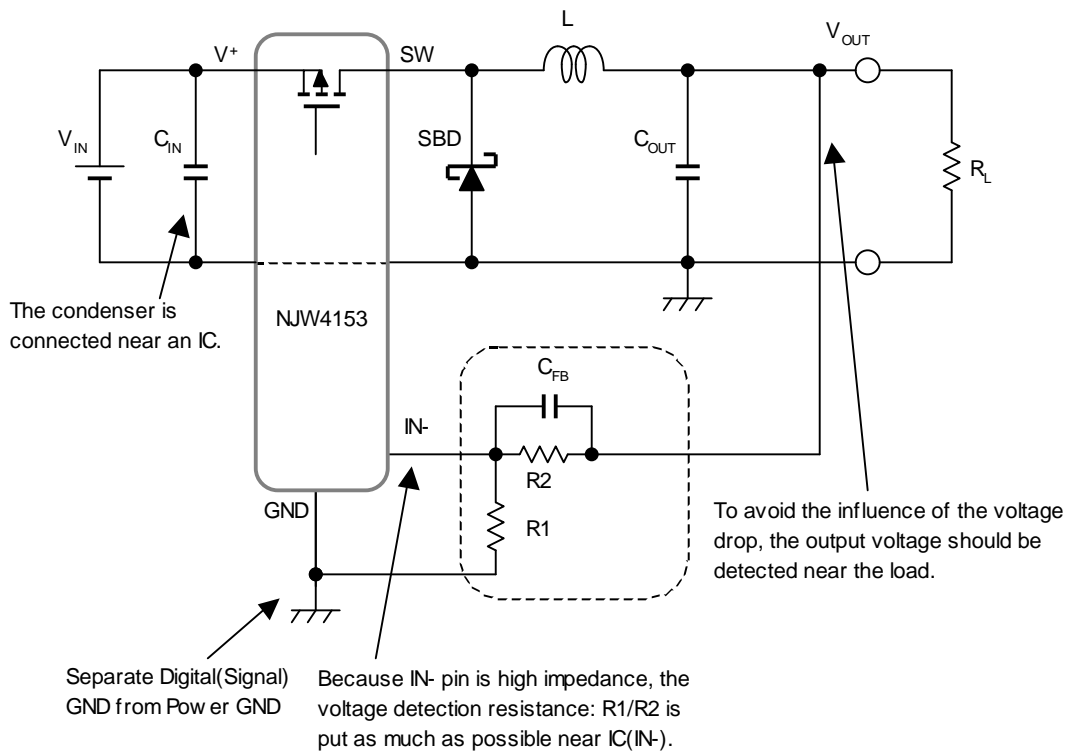 L
V+
SW
VOUT
VIN
CIN
SBD
COUT
RL
The condenser is
connected near an IC.
NJW4153
CFB
IN-
R2
GND
R1
To avoid the influence of the voltage
drop, the output voltage should be
detected near the load.
Separate Digital(Signal)
GND from Power GND
Because IN- pin is high impedance, the
voltage detection resistance: R1/R2 is
put as much as possible near IC(IN-).